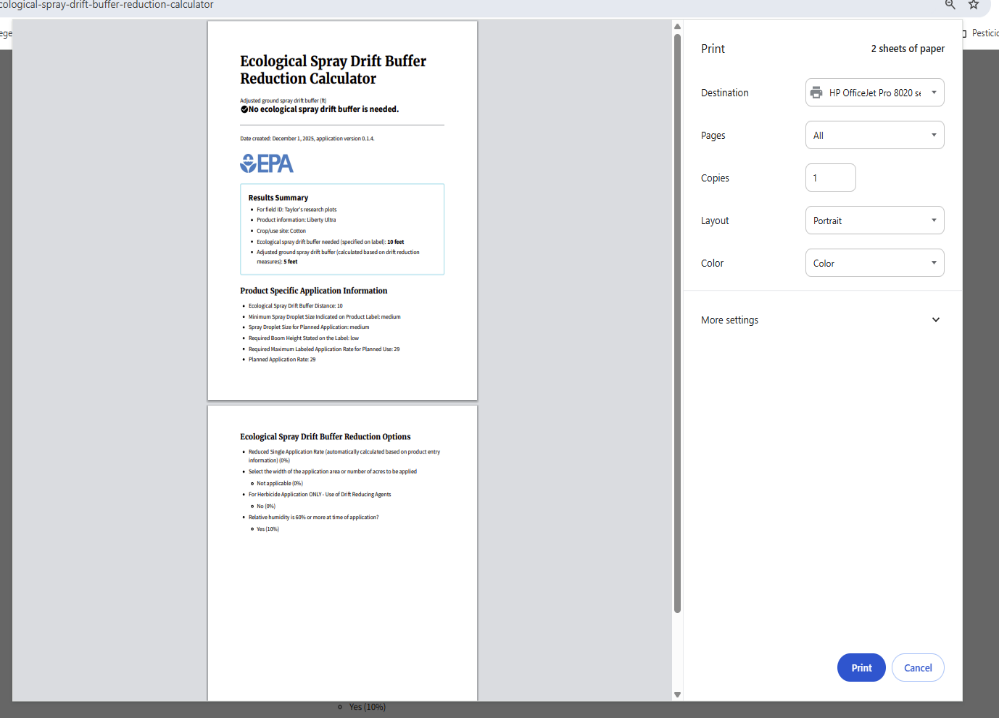 cological-spray-drift-buffer-reduction-calculator
Pestici
Print
2 sheets of paper
Destination
HP OfficeJet Pro 8020 se
Pages
All
Copies
1
Layout
Portrait
Color
Color
More settings
Print
Cancel
Ecological Spray Drift Buffer
Reduction Calculator
Adjusted ground spray drift buffer (ft)
No ecological spray drift buffer is needed.
Date created: December 1, 2025, application version 0.1.4.
EPA
Results Summary
For field ID: Taylor's research plots
Product information: Liberty Ultra
Crop/use site: Cotton
Ecological spray drift buffer needed (specified on label): 10 feet
Adjusted ground spray drift buffer (calculated based on drift reduction
measures): 5 feet
Product Specific Application Information
Ecological Spray Drift Buffer Distance: 10
Minimum Spray Droplet Size Indicated on Product Label: medium
Spray Droplet Size for Planned Application: medium
Required Boom Height Stated on the Label: low
Required Maximum Labeled Application Rate for Planned Use: 29
Planned Application Rate: 29
Ecological Spray Drift Buffer Reduction Options
Reduced Single Application Rate (automatically calculated based on product entry
information) (0%)
Select the width of the application area or number of acres to be applied
Not applicable (0%)
For Herbicide Application ONLY - Use of Drift Reducing Agents
No (0%)
Relative humidity is 60% or more at time of application?
Yes (10%)
Yes (10%)